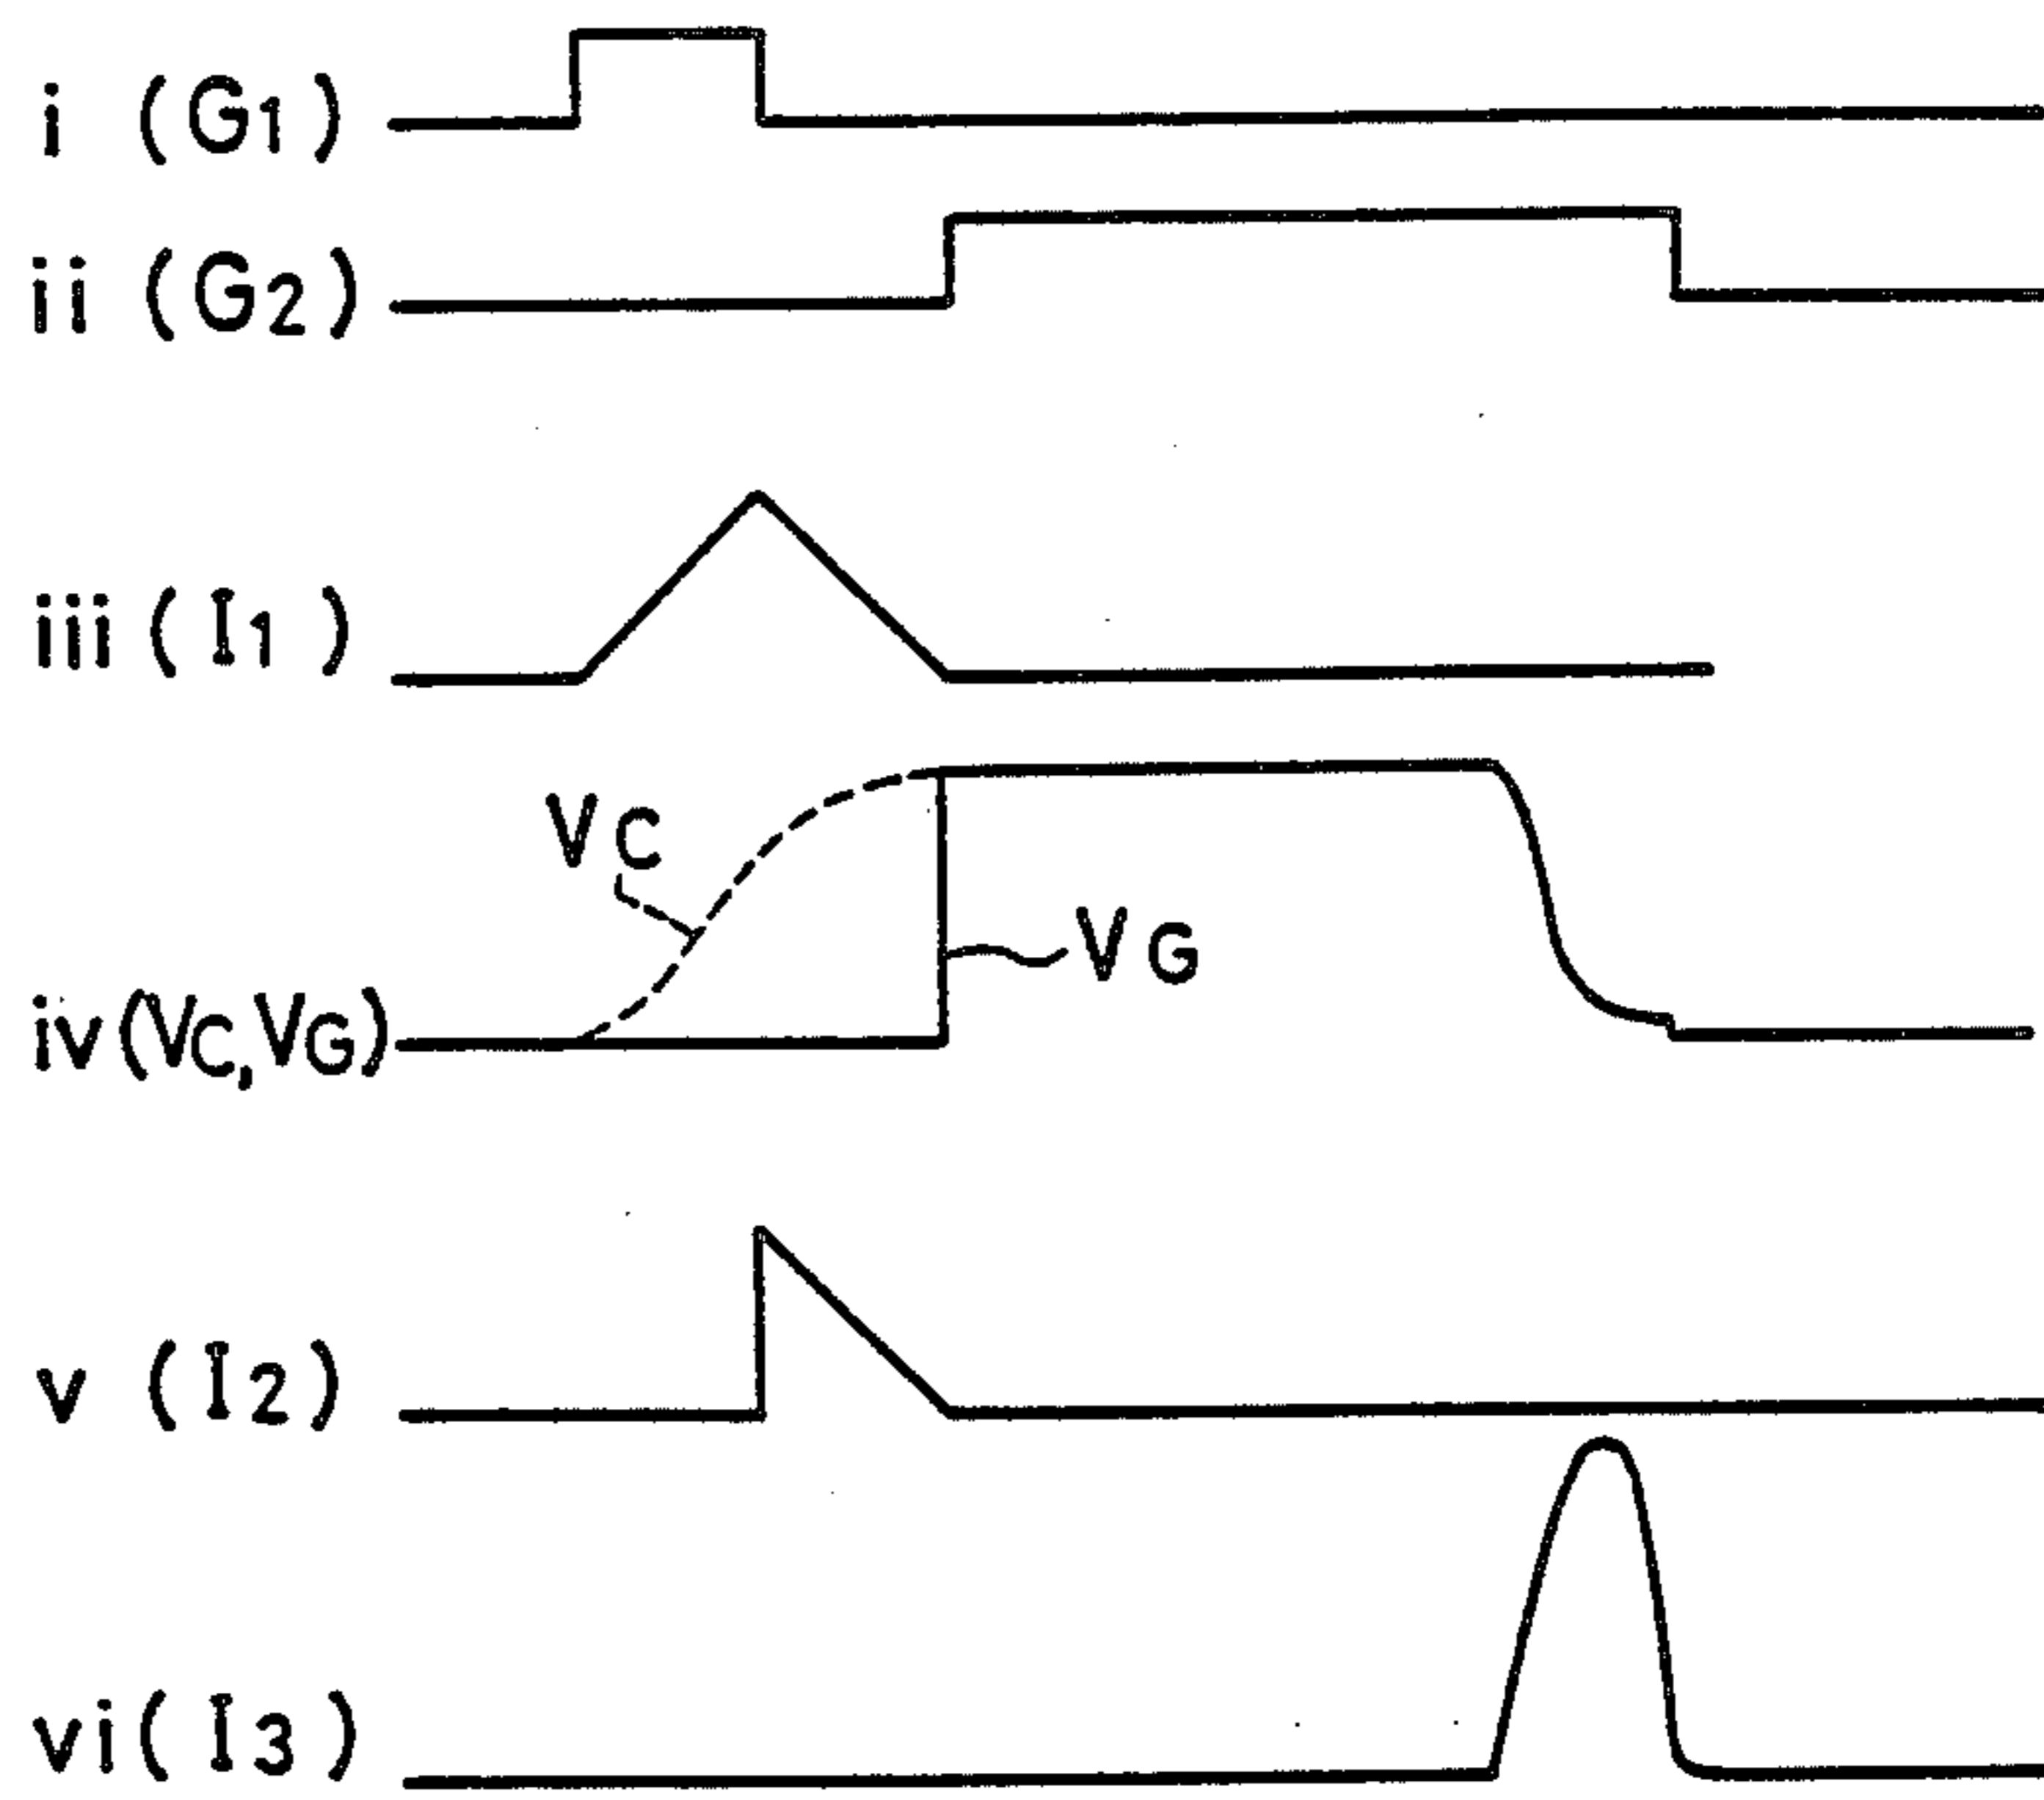 i (G1)
ii (G2)
iii (I1)
VC
VG
iv(VC,VG)
v (I2)
vi(I3)